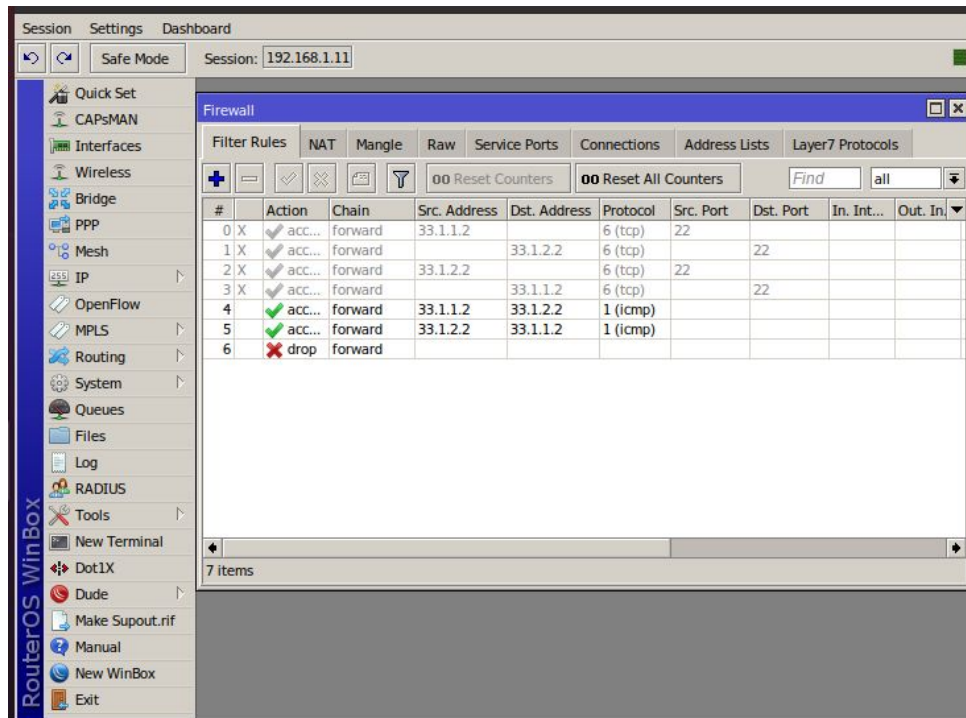 Session Settings Dashboard
Safe Mode Session: 192.168.1.11
Quick Set
CAPsMAN
Interfaces
Wireless
Bridge
PPP
Mesh
255 IP
OpenFlow
MPLS
Routing
System
Queues
Files
Log
RADIUS
Tools
New Terminal
Dot1X
Dude
Make Supout.rif
Manual
New WinBox
Exit
RouterOS WinBox
Firewall
Filter Rules NAT Mangle Raw Service Ports Connections Address Lists Layer7 Protocols
00 Reset Counters 00 Reset All Counters Find all
# Action Chain Src. Address Dst. Address Protocol Src. Port Dst. Port In. Int... Out. In.
0 X acc... forward 33.1.1.2 6 (tcp) 22
1 X acc... forward 33.1.2.2 6 (tcp) 22
2 X acc... forward 33.1.2.2 6 (tcp) 22
3 X acc... forward 33.1.1.2 6 (tcp) 22
4 acc... forward 33.1.1.2 33.1.2.2 1 (icmp)
5 acc... forward 33.1.2.2 33.1.1.2 1 (icmp)
6 drop forward
7 items